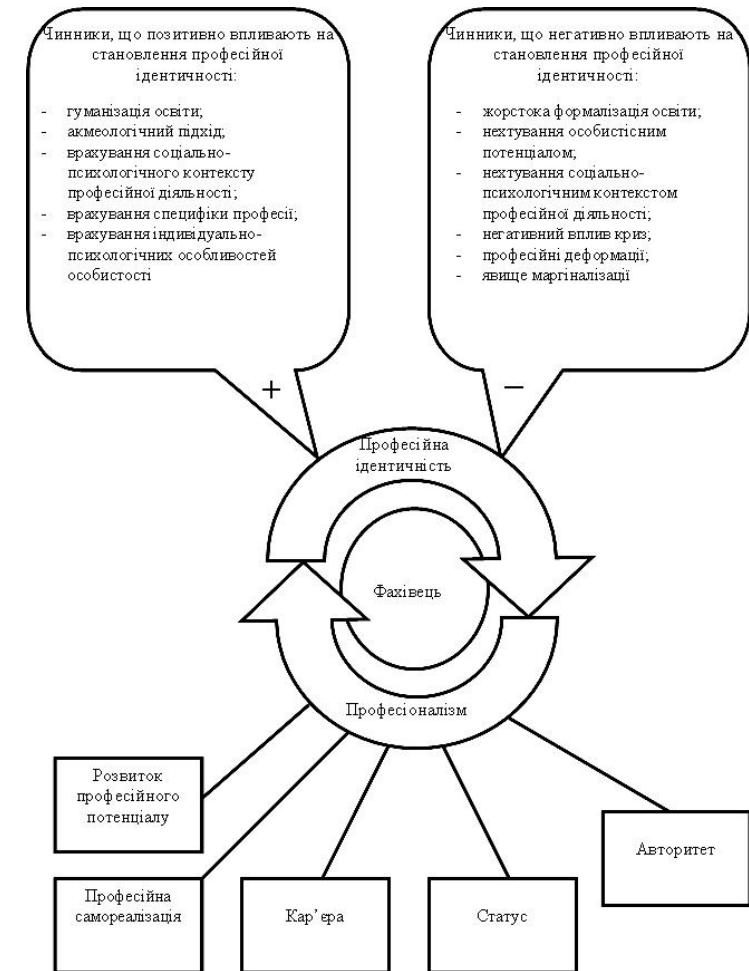 Чинники, що позитивно впливають на
становлення професійної
ідентичності:
- гуманізація освіти;
- акмеологічний підхід;
- врахування соціально-
психологічного контексту
професійної діяльності;
- врахування специфіки професії;
- врахування індивідуально-
психологічних особливостей
особистості
Чинники, що негативно впливають на
становлення професійної
ідентичності:
- жорстока формалізація освіти;
- нехтування особистісним
потенціалом;
- нехтування соціально-
психологічним контекстом
професійної діяльності;
- негативний вплив криз;
- професійні деформації;
- явище маргіналізації
+
−
Професійна
ідентичність
Фахівець
Професіоналізм
Розвиток
професійного
потенціалу
Професійна
самореалізація
Кар’єра
Статус
Авторитет